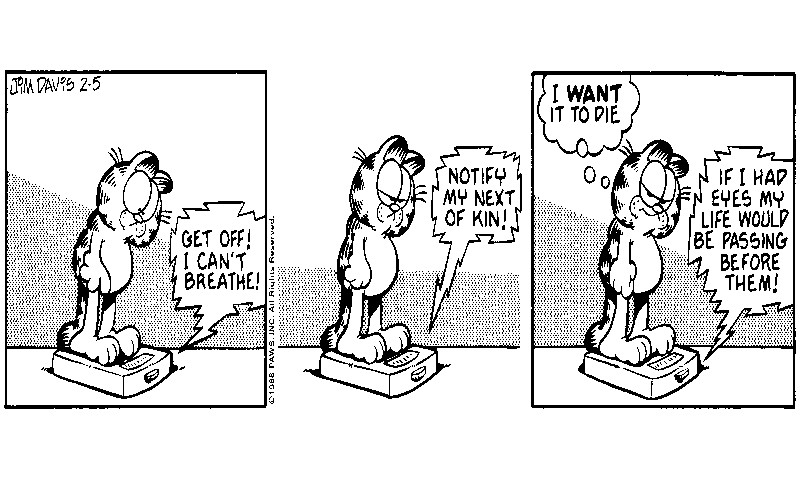 JIM DAVIS 2-5
GET OFF!
I CAN'T
BREATHE!
©1988 PAWS, INC. All Rights Reserved.
NOTIFY
MY NEXT
OF KIN!
I WANT
IT TO DIE
IF I HAD
EYES MY
LIFE WOULD
BE PASSING
BEFORE
THEM!